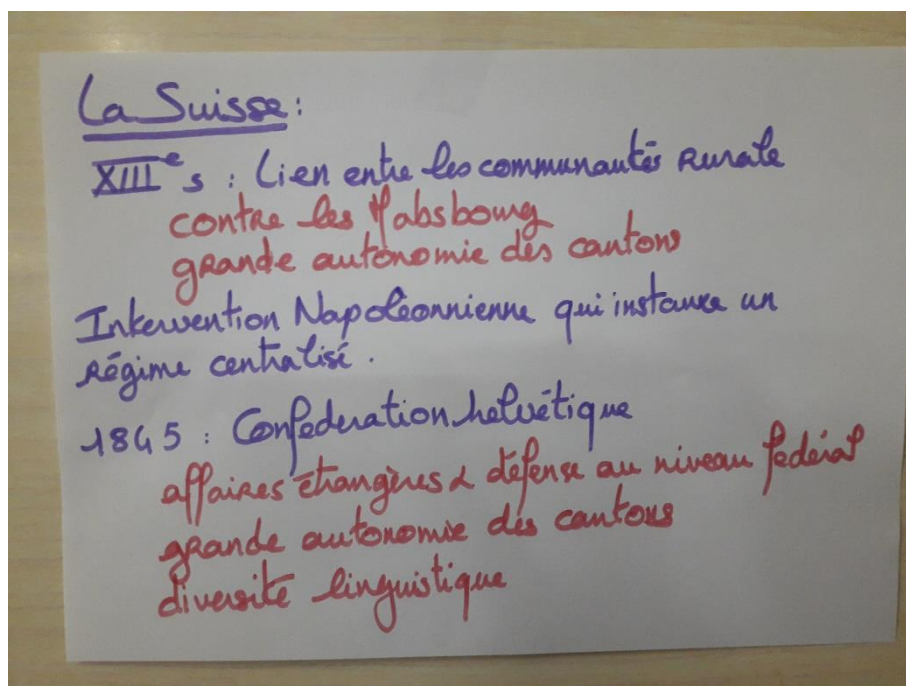 La Suisse :
XIIIe s : Lien entre les communautés rurale
contre les Habsbourg
grande autonomie des cantons
Intervention Napoléonnienne qui instaure un
régime centralisé.
1845 : Confederation helvétique
affaires étrangères & défense au niveau fédéral
grande autonomie des cantons
diversité linguistique